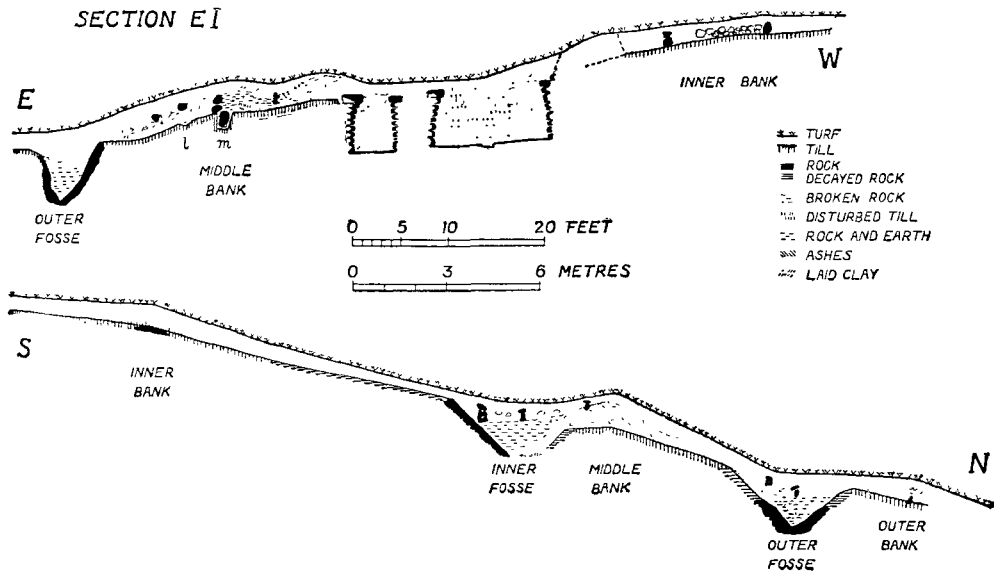 SECTION EI
E
W
INNER BANK
l
m
MIDDLE
BANK
OUTER
FOSSE
TURF
TILL
ROCK
DECAYED ROCK
BROKEN ROCK
DISTURBED TILL
ROCK AND EARTH
ASHES
LAID CLAY
0 5 10 20 FEET
0 3 6
METRES
S
INNER
BANK
INNER
FOSSE
MIDDLE
BANK
N
OUTER
FOSSE
OUTER
BANK